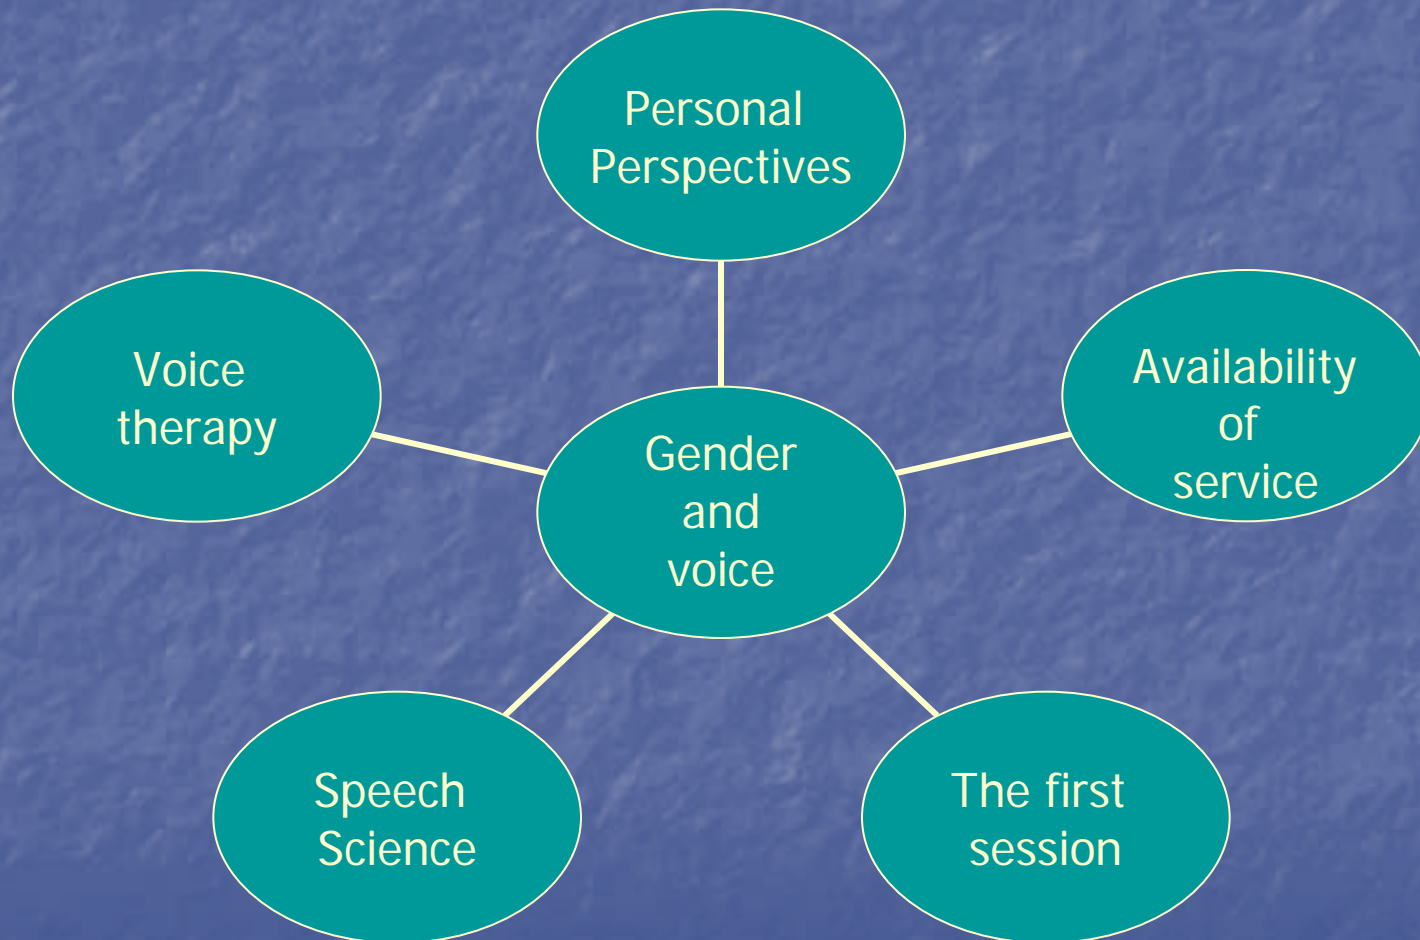 Personal
Perspectives
Voice
therapy
Availability
of
service
Gender
and
voice
Speech
Science
The first
session